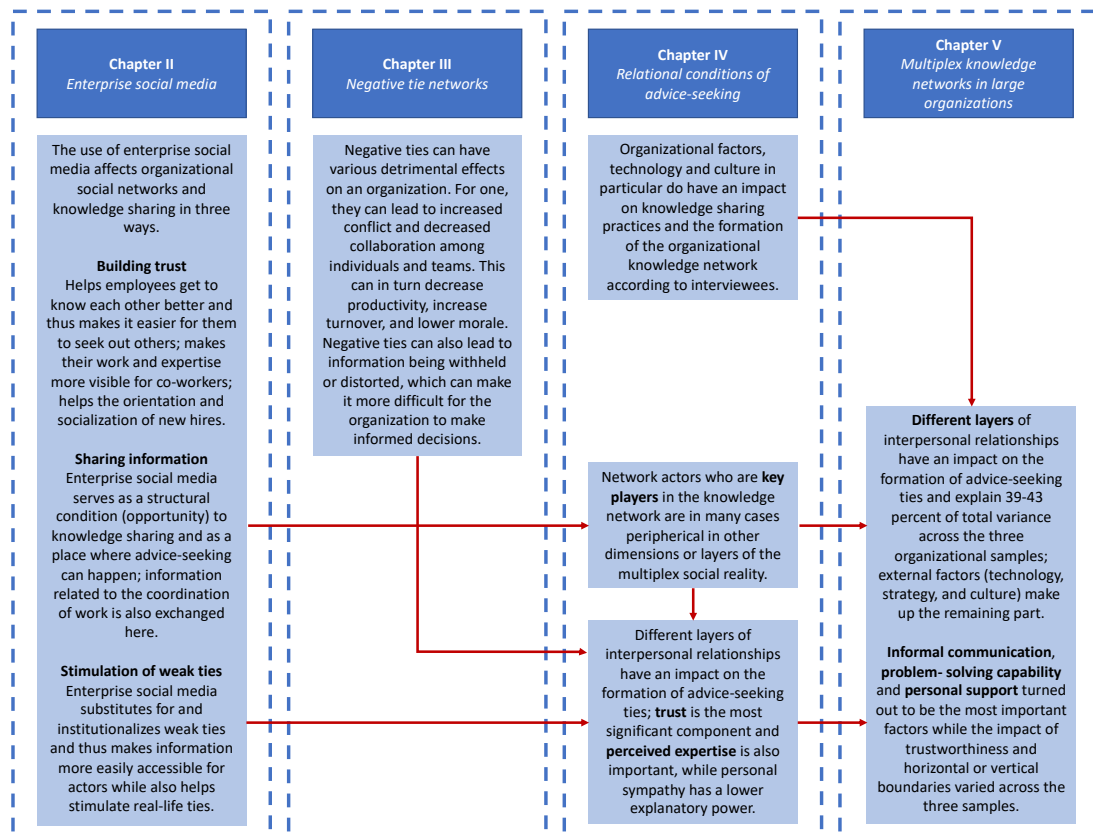 Chapter II
Enterprise social media
The use of enterprise social
media affects organizational
social networks and
knowledge sharing in three
ways.
Building trust
Helps employees get to
know each other better and
thus makes it easier for them
to seek out others; makes
their work and expertise
more visible for co-workers;
helps the orientation and
socialization of new hires.
Sharing information
Enterprise social media
serves as a structural
condition (opportunity) to
knowledge sharing and as a
place where advice-seeking
can happen; information
related to the coordination
of work is also exchanged
here.
Stimulation of weak ties
Enterprise social media
substitutes for and
institutionalizes weak ties
and thus makes information
more easily accessible for
actors while also helps
stimulate real-life ties.
Chapter III
Negative tie networks
Negative ties can have
various detrimental effects
on an organization. For one,
they can lead to increased
conflict and decreased
collaboration among
individuals and teams. This
can in turn decrease
productivity, increase
turnover, and lower morale.
Negative ties can also lead to
information being withheld
or distorted, which can make
it more difficult for the
organization to make
informed decisions.
Chapter IV
Relational conditions of
advice-seeking
Organizational factors,
technology and culture in
particular do have an impact
on knowledge sharing
practices and the formation
of the organizational
knowledge network
according to interviewees.
Network actors who are key
players in the knowledge
network are in many cases
peripherical in other
dimensions or layers of the
multiplex social reality.
Different layers of
interpersonal relationships
have an impact on the
formation of advice-seeking
ties; trust is the most
significant component and
perceived expertise is also
important, while personal
sympathy has a lower
explanatory power.
Chapter V
Multiplex knowledge
networks in large
organizations
Different layers of
interpersonal relationships
have an impact on the
formation of advice-seeking
ties and explain 39-43
percent of total variance
across the three
organizational samples;
external factors (technology,
strategy, and culture) make
up the remaining part.
Informal communication,
problem- solving capability
and personal support turned
out to be the most important
factors while the impact of
trustworthiness and
horizontal or vertical
boundaries varied across the
three samples.